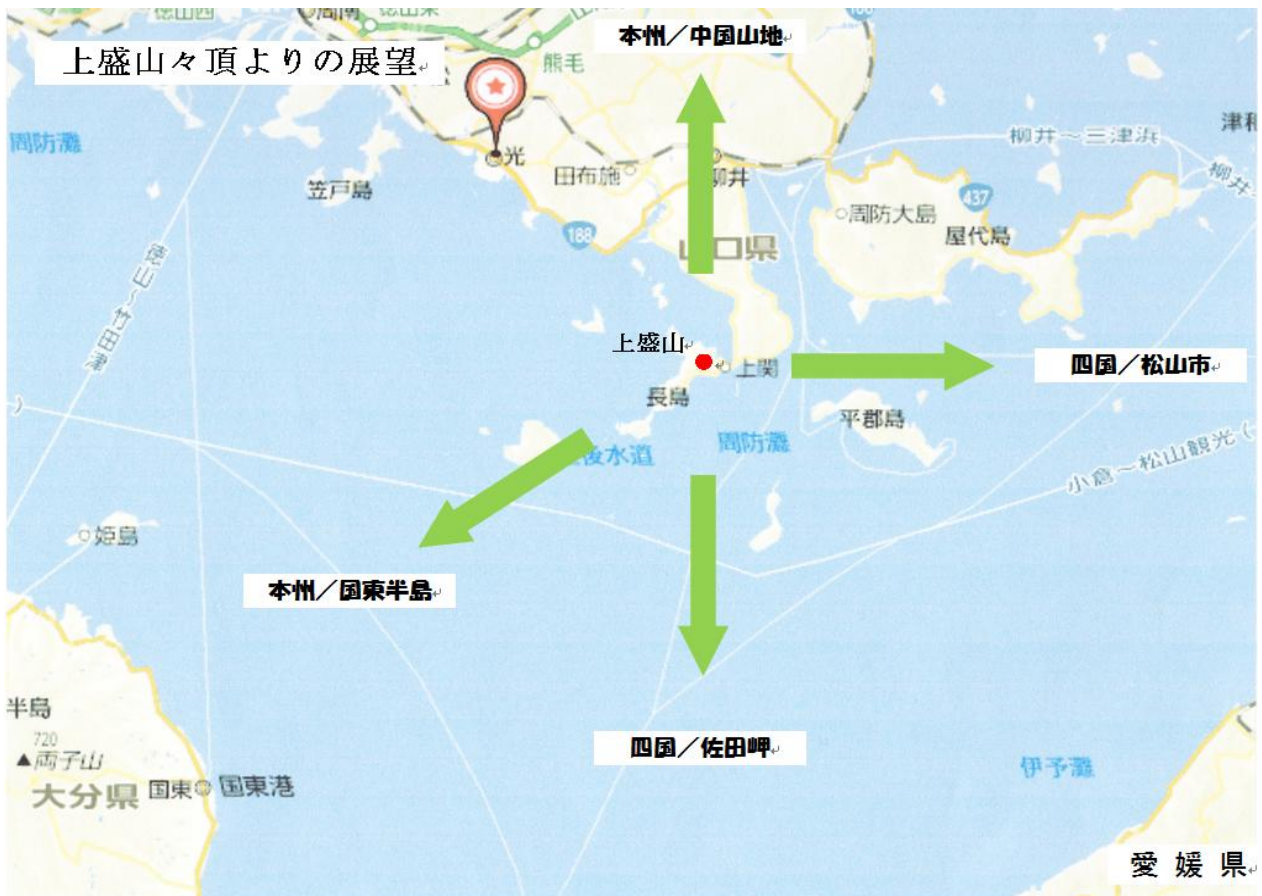 上盛山々頂よりの展望
本州／中国山地
熊毛
周防灘
光
柳井～三津浜
笠戸島
田布施
柳井
437
周防大島
屋代島
188
山口県
徳山～竹田津
上盛山
上関
四国／松山市
長島
平郡島
周防灘
後水道
小倉～松山観光（
姫島
本州／国東半島
半島
720
両子山
四国／佐田岬
伊予灘
大分県
国東
国東港
愛媛県